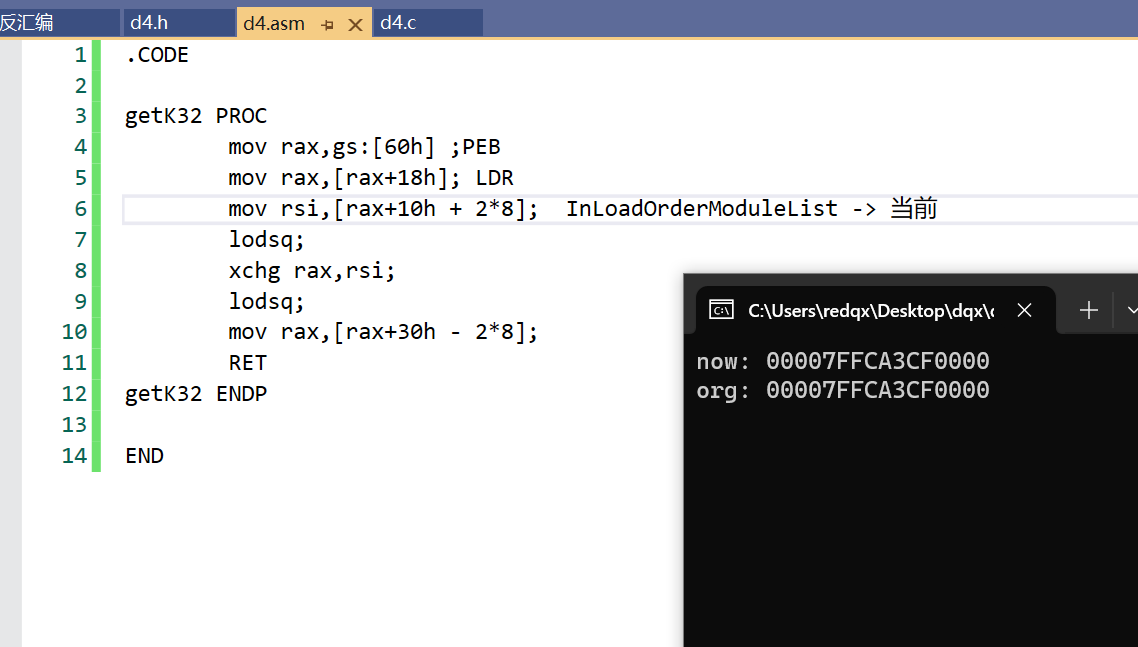 反汇编 d4.h d4.asm d4.c
1 .CODE
2
3 getK32 PROC
4 mov rax,gs:[60h] ;PEB
5 mov rax,[rax+18h]; LDR
6 mov rsi,[rax+10h + 2*8]; InLoadOrderModuleList -> 当前
7 lodsq;
8 xchg rax,rsi;
9 lodsq;
10 mov rax,[rax+30h - 2*8];
11 RET
12 getK32 ENDP
13
14 END
C:\Users\redqx\Desktop\dqx\
now: 00007FFCA3CF0000
org: 00007FFCA3CF0000